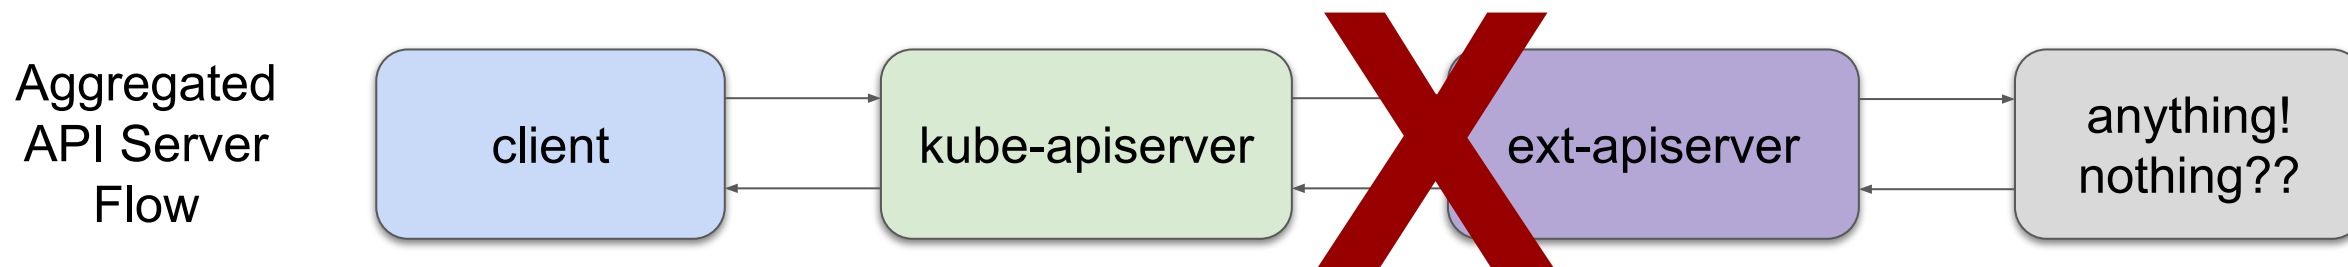 Aggregated
API Server
Flow
client
kube-apiserver
ext-apiserver
anything!
nothing??